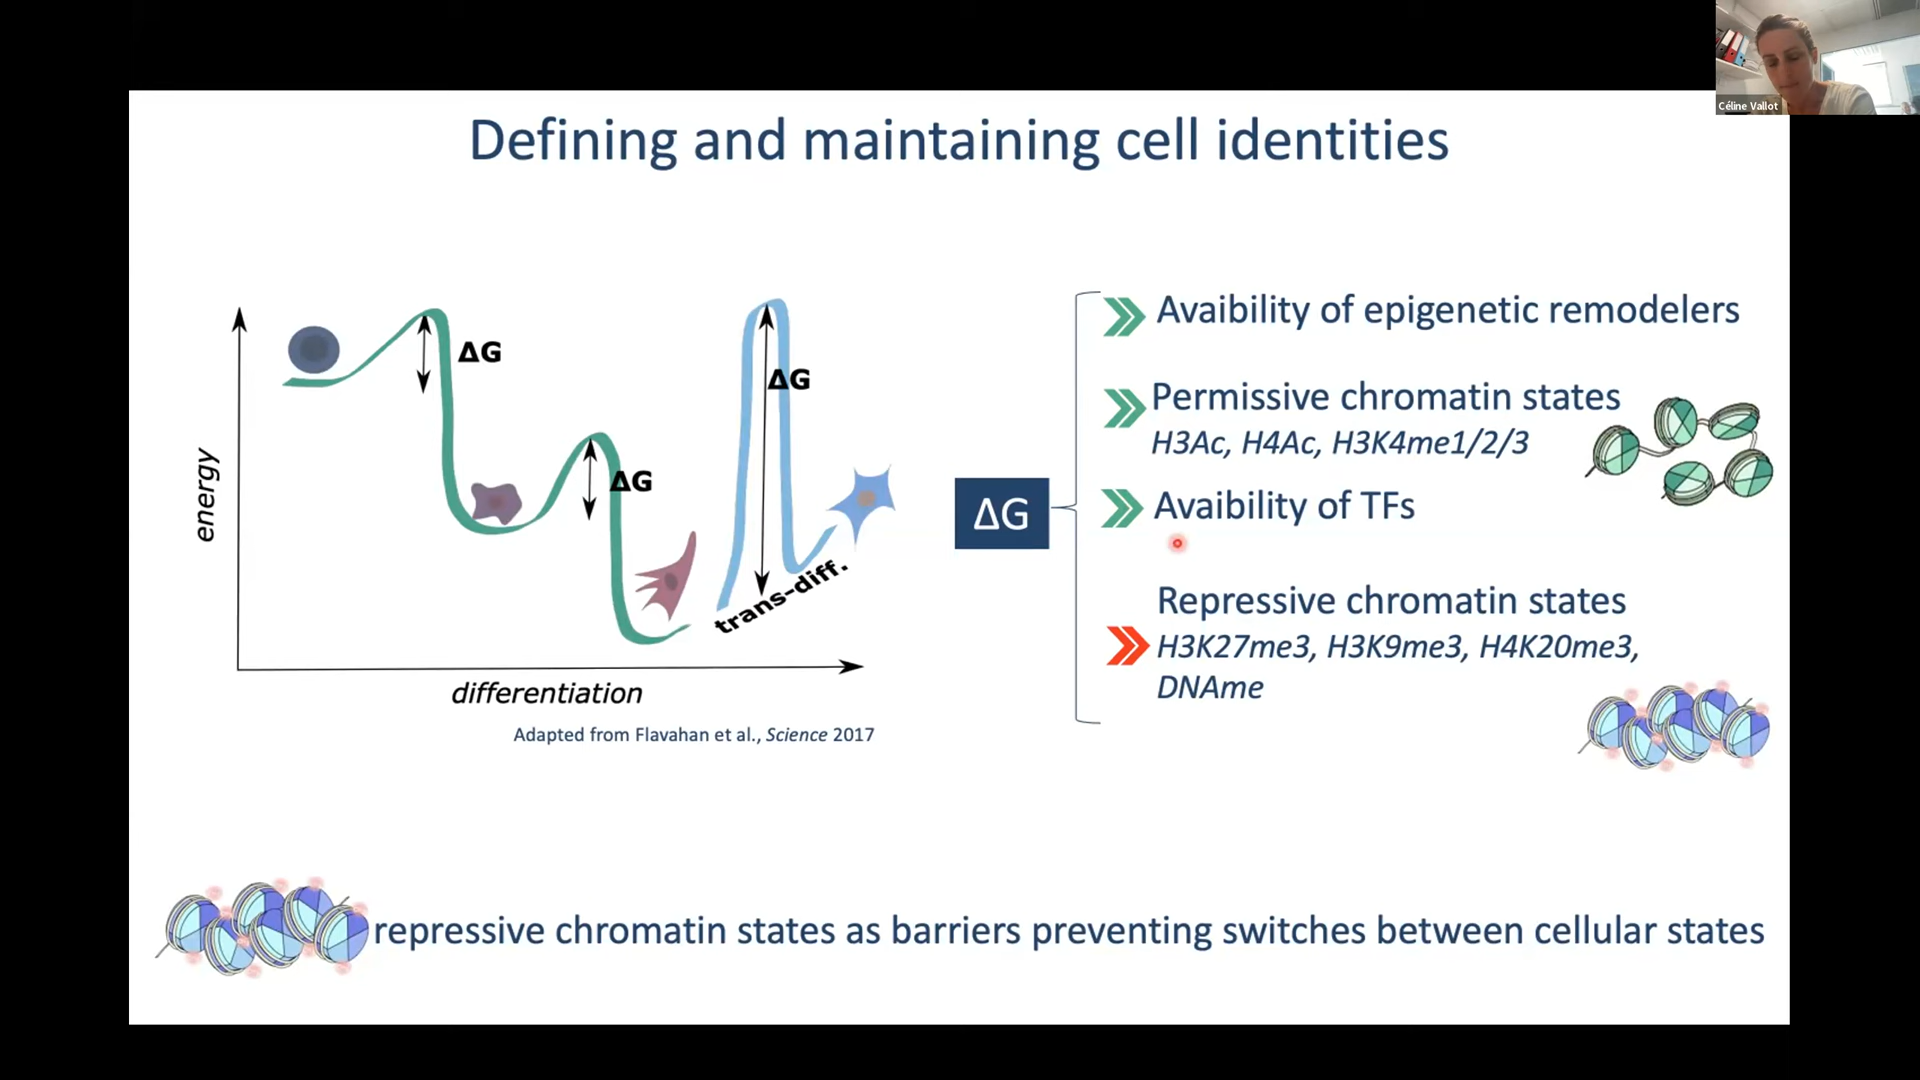 Céline Vallot
Defining and maintaining cell identities
energy
ΔG
ΔG
ΔG
trans-diff.
differentiation
Adapted from Flavahan et al., Science 2017
ΔG
Avaibility of epigenetic remodelers
Permissive chromatin states
H3Ac, H4Ac, H3K4me1/2/3
Avaibility of TFs
Repressive chromatin states
H3K27me3, H3K9me3, H4K20me3,
DNAme
repressive chromatin states as barriers preventing switches between cellular states